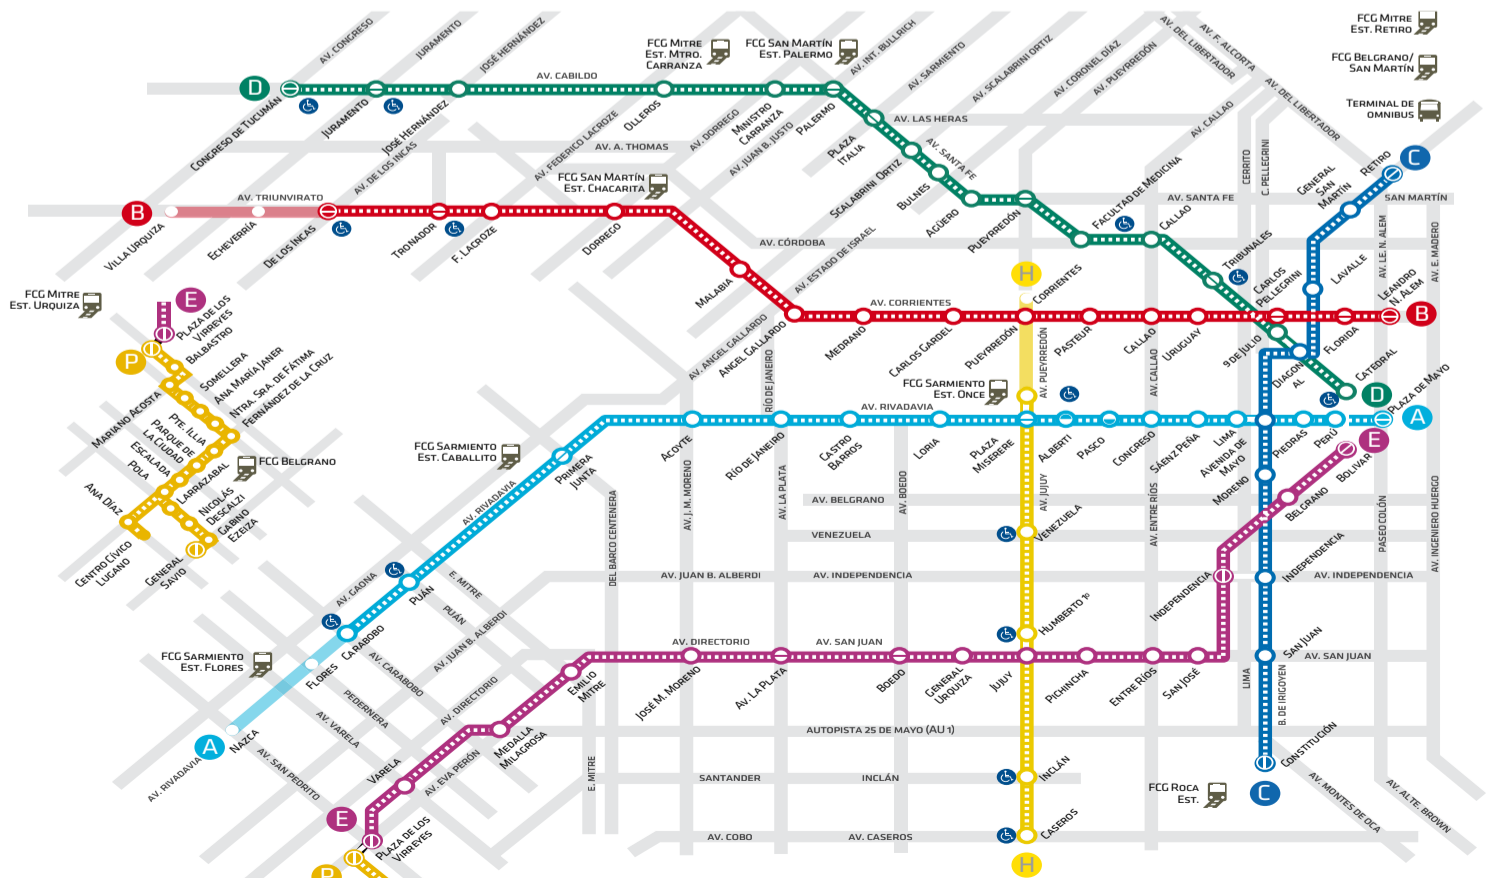 AV. CONGRESO
JURAMENTO
JOSÉ HERNÁNDEZ
FCG MITRE
EST. MTRO.
CARRANZA
FCG SAN MARTÍN
EST. PALERMO
AV. INT. BULLRICH
AV. SARMIENTO
AV. SCALABRINI ORTIZ
AV. CORONEL DÍAZ
AV. PUEYRREDÓN
AV. DEL LIBERTADOR
AV. F. ALCORTA
AV. DEL LIBERTADOR
FCG MITRE
EST. RETIRO
FCG BELGRANO/
SAN MARTÍN
TERMINAL DE
OMNIBUS
D
AV. CABILDO
CONGRESO DE TUCUMÁN
JURAMENTO
JOSÉ HERNÁNDEZ
OLLEROS
MINISTRO
CARRANZA
PALERMO
PLAZA
ITALIA
SCALABRINI ORTIZ
BULNES
AGÜERO
PUEYRREDÓN
FACULTAD DE MEDICINA
CALLAO
TRIBUNALES
AV. LAS HERAS
AV. SANTA FE
AV. CALLAO
CERRITO
C. PELLEGRINI
AV. A. THOMAS
AV. DE LOS INCAS
AV. FEDERICO LACROZE
AV. DORREGO
AV. JUAN B. JUSTO
FCG SAN MARTÍN
EST. CHACARITA
GENERAL
SAN
MARTÍN
RETIRO
C
AV. SANTA FE
SAN MARTÍN
B
AV. TRIUNVIRATO
VILLA URQUIZA
ECHEVERRÍA
DE LOS INCAS
TRONADOR
F. LACROZE
DORREGO
MALABIA
AV. CÓRDOBA
AV. ESTADO DE ISRAEL
AV. LE. N. ALEM
AV. E. MADERO
H
CORRIENTES
CARLOS
PELLEGRINI
LAVALLE
LEANDRO
N. ALEM
B
FCG MITRE
EST. URQUIZA
E
PLAZA DE LOS
VIRREYES
BALBASTRO
P
SOMELLERA
ANA MARÍA JANER
NTRA. SRA. DE FÁTIMA
FERNÁNDEZ DE LA CRUZ
MARIANO ACOSTA
PTE. ILLIA
PARQUE DE
LA CIUDAD
ESCALADA
POLA
ANA DÍAZ
LARRAZABAL
NICOLÁS
DESCALZI
GABINO
EZEIZA
FCG BELGRANO
CENTRO CÍVICO
LUGANO
GENERAL
SAVIO
AV. ANGEL GALLARDO
ANGEL GALLARDO
AV. CORRIENTES
MEDRANO
CARLOS GARDEL
PUEYRREDÓN
AV. PUEYRREDÓN
PASTEUR
CALLAO
AV. CALLAO
URUGUAY
9 DE JULIO
DIAGON
AL
FLORIDA
CATEDRAL
D
RÍO DE JANEIRO
FCG SARMIENTO
EST. ONCE
PLAZA DE MAYO
A
FCG SARMIENTO
EST. CABALLITO
AV. RIVADAVIA
PRIMERA
JUNTA
ACOYTE
RÍO DE JANEIRO
CASTRO
BARROS
LORIA
PLAZA
MISERERE
ALBERTI
PASCO
CONGRESO
SÁENZ PEÑA
LIMA
AVENIDA DE
MAYO
PIEDRAS
PERÚ
E
BOLIVAR
AV. RIVADAVIA
AV. J. M. MORENO
AV. LA PLATA
AV. BOEDO
AV. JUJUY
AV. ENTRE RÍOS
MORENO
BELGRANO
AV. BELGRANO
VENEZUELA
VENEZUELA
DEL BARCO CENTENERA
PASEO COLÓN
AV. INGENIERO HUERGO
AV. JUAN B. ALBERDI
AV. INDEPENDENCIA
INDEPENDENCIA
INDEPENDENCIA
AV. INDEPENDENCIA
AV. GAONA
PUÁN
E. MITRE
PUÁN
AV. JUAN B. ALBERDI
CARABOBO
FLORES
NAZCA
A
AV. RIVADAVIA
FCG SARMIENTO
EST. FLORES
AV. CARABOBO
PEDERNERA
AV. VARELA
AV. SAN PEDRITO
AV. DIRECTORIO
AV. DIRECTORIO
AV. SAN JUAN
HUMBERTO 1º
EMILIO
MITRE
JOSÉ M. MORENO
AV. LA PLATA
BOEDO
GENERAL
URQUIZA
JUJUY
PICHINCHA
ENTRE RÍOS
SAN JOSÉ
SAN JUAN
AV. SAN JUAN
LIMA
B. DE IRIGOYEN
MEDALLA
MILAGROSA
VARELA
AV. EVA PERÓN
E
PLAZA DE LOS
VIRREYES
P
E. MITRE
AUTOPISTA 25 DE MAYO (AU 1)
SANTANDER
INCLÁN
INCLÁN
CONSTITUCIÓN
C
FCG ROCA
EST.
AV. COBO
AV. CASEROS
CASEROS
H
AV. MONTES DE OCA
AV. ALTE. BROWN